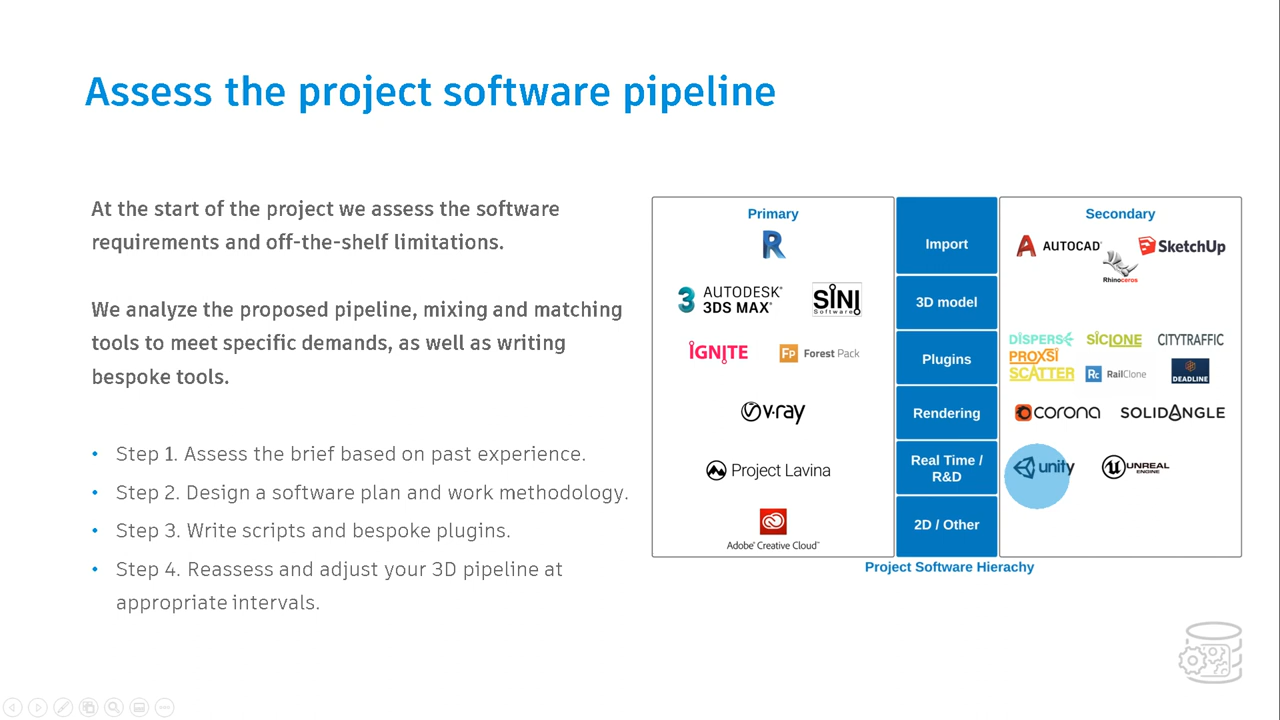 Assess the project software pipeline
At the start of the project we assess the software
requirements and off-the-shelf limitations.
We analyze the proposed pipeline, mixing and matching
tools to meet specific demands, as well as writing
bespoke tools.
• Step 1. Assess the brief based on past experience.
• Step 2. Design a software plan and work methodology.
• Step 3. Write scripts and bespoke plugins.
• Step 4. Reassess and adjust your 3D pipeline at
appropriate intervals.
Primary
Import
Secondary
R
A AUTOCAD
SketchUp
Rhinoceros
3 AUTODESK®
3DS MAX®
SINI
Software
3D model
IGNITE
Fp Forest Pack
Plugins
DISPERSE
SICLONE
CITYTRAFFIC
PROXSI
SCATTER
Rc RailClone
DEADLINE
v·ray
Rendering
corona
SOLIDANGLE
Project Lavina
Real Time /
R&D
unity
UNREAL
ENGINE
Adobe® Creative Cloud™
2D / Other
Project Software Hierachy